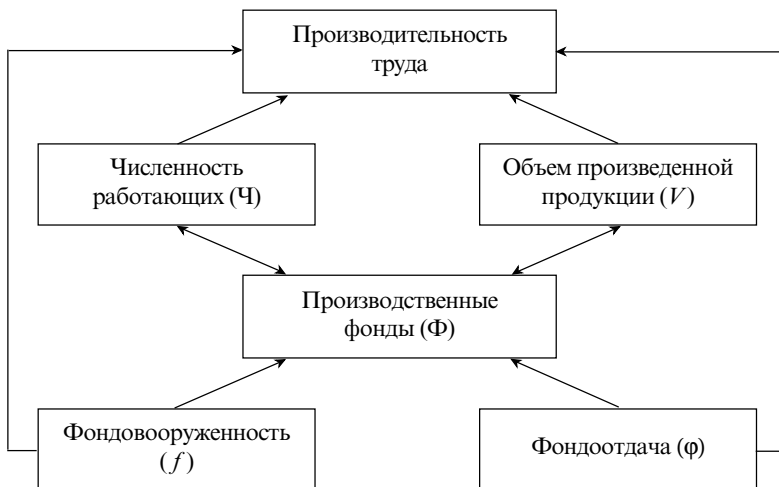 Производительность
труда
Численность
работающих (Ч)
Объем произведенной
продукции (V)
Производственные
фонды (Ф)
Фондовооруженность
(f)
Фондоотдача (φ)